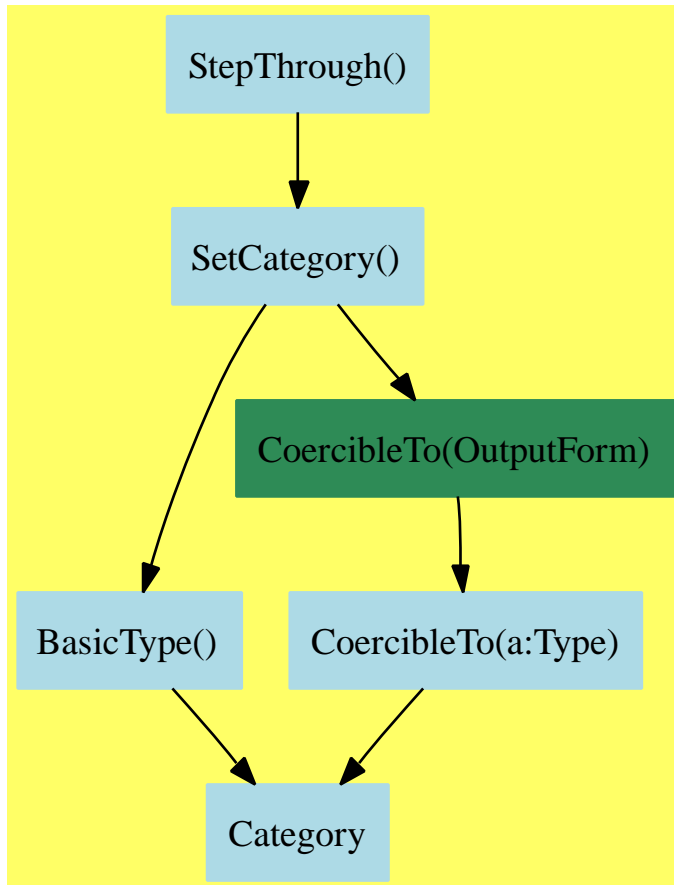 StepThrough()
SetCategory()
CoercibleTo(OutputForm)
BasicType()
CoercibleTo(a:Type)
Category